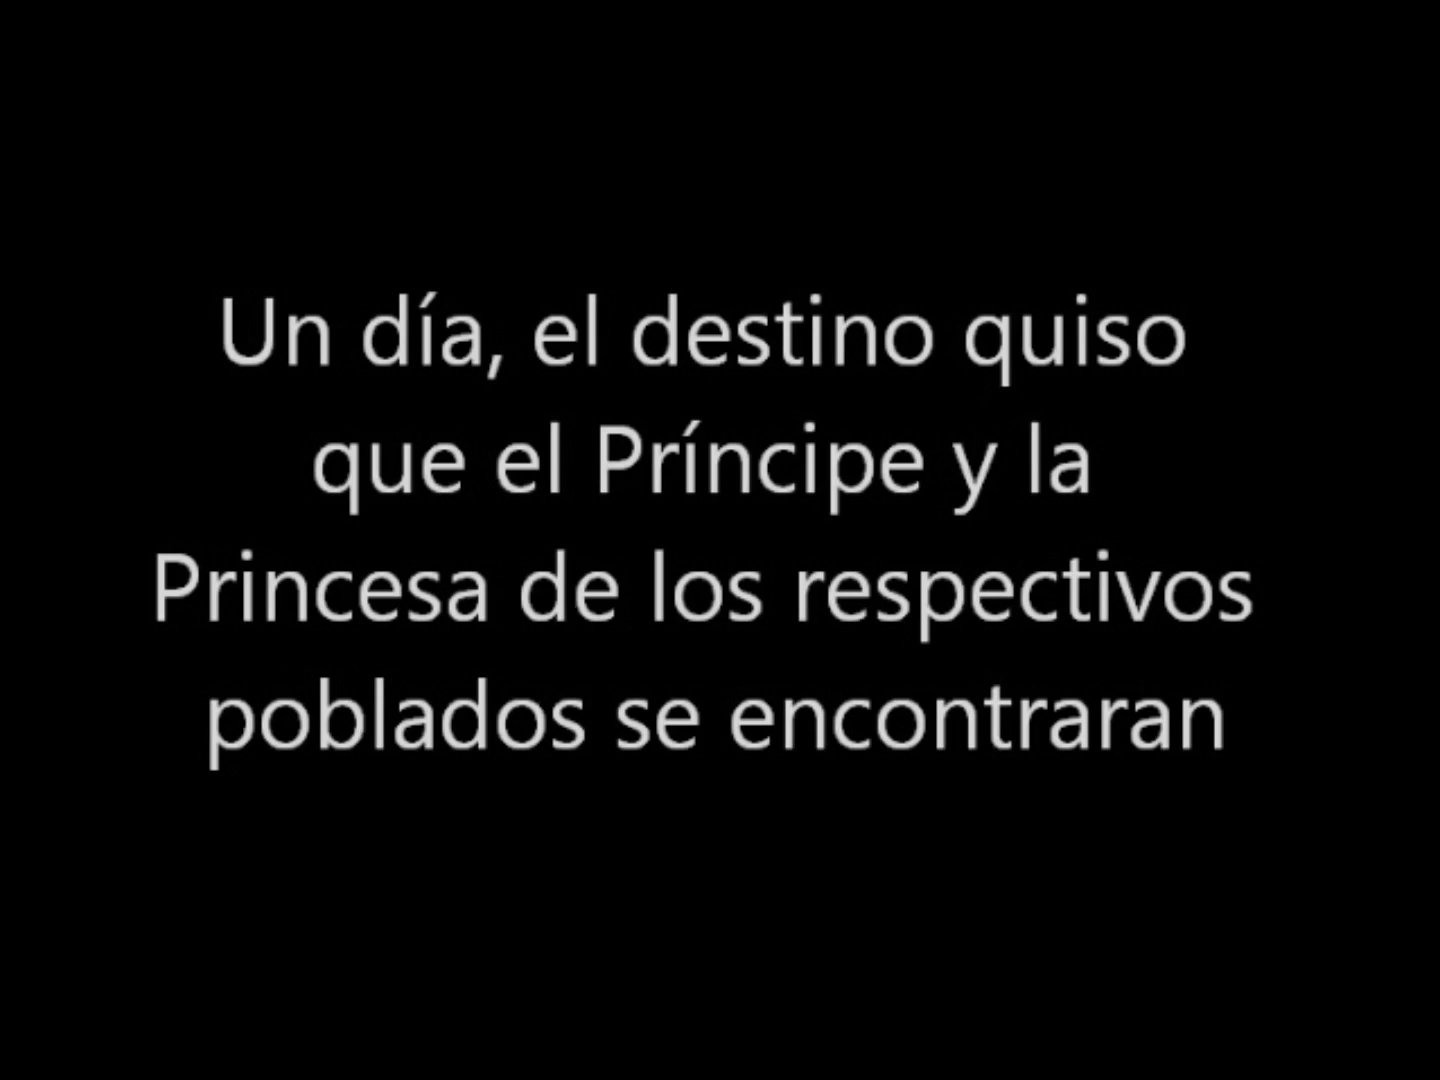 Un día, el destino quiso
que el Príncipe y la
Princesa de los respectivos
poblados se encontraran